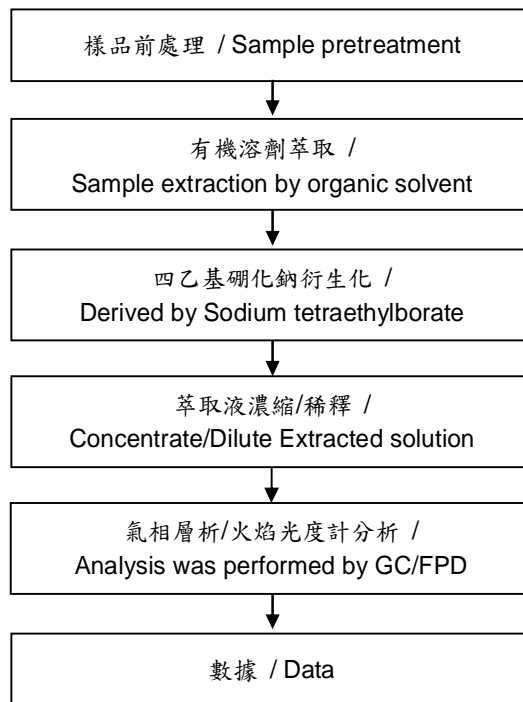 樣品前處理 / Sample pretreatment
有機溶劑萃取 /
Sample extraction by organic solvent
四乙基硼化鈉衍生化 /
Derived by Sodium tetraethylborate
萃取液濃縮/稀釋 /
Concentrate/Dilute Extracted solution
氣相層析/火焰光度計分析 /
Analysis was performed by GC/FPD
數據 / Data